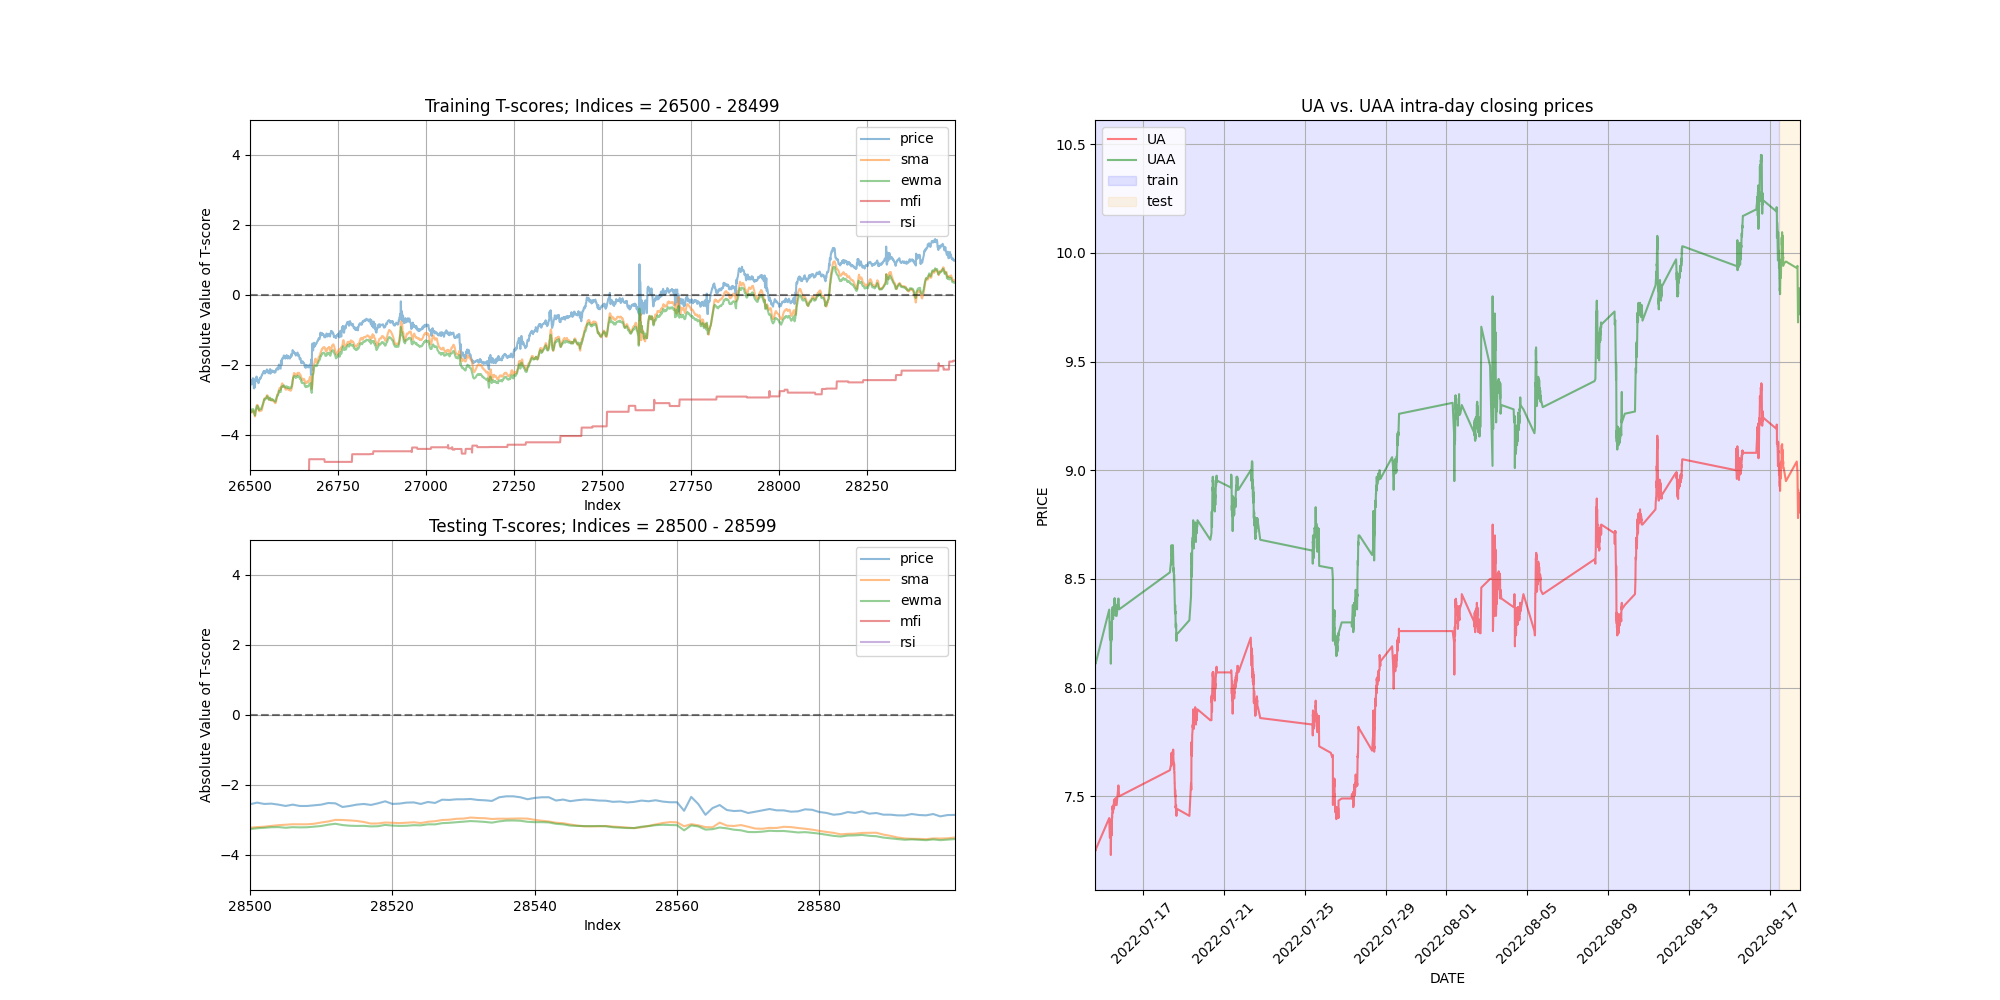 Training T-scores; Indices = 26500 - 28499
4
2
0
−2
−4
Absolute Value of T-score
price
sma
ewma
mfi
rsi
26500 26750 27000 27250 27500 27750 28000 28250
Index
Testing T-scores; Indices = 28500 - 28599
4
2
0
−2
−4
Absolute Value of T-score
price
sma
ewma
mfi
rsi
28500 28520 28540 28560 28580
Index
UA vs. UAA intra-day closing prices
10.5
10.0
9.5
9.0
8.5
8.0
7.5
PRICE
UA
UAA
train
test
2022-07-17 2022-07-21 2022-07-25 2022-07-29 2022-08-01 2022-08-05 2022-08-09 2022-08-13 2022-08-17
DATE